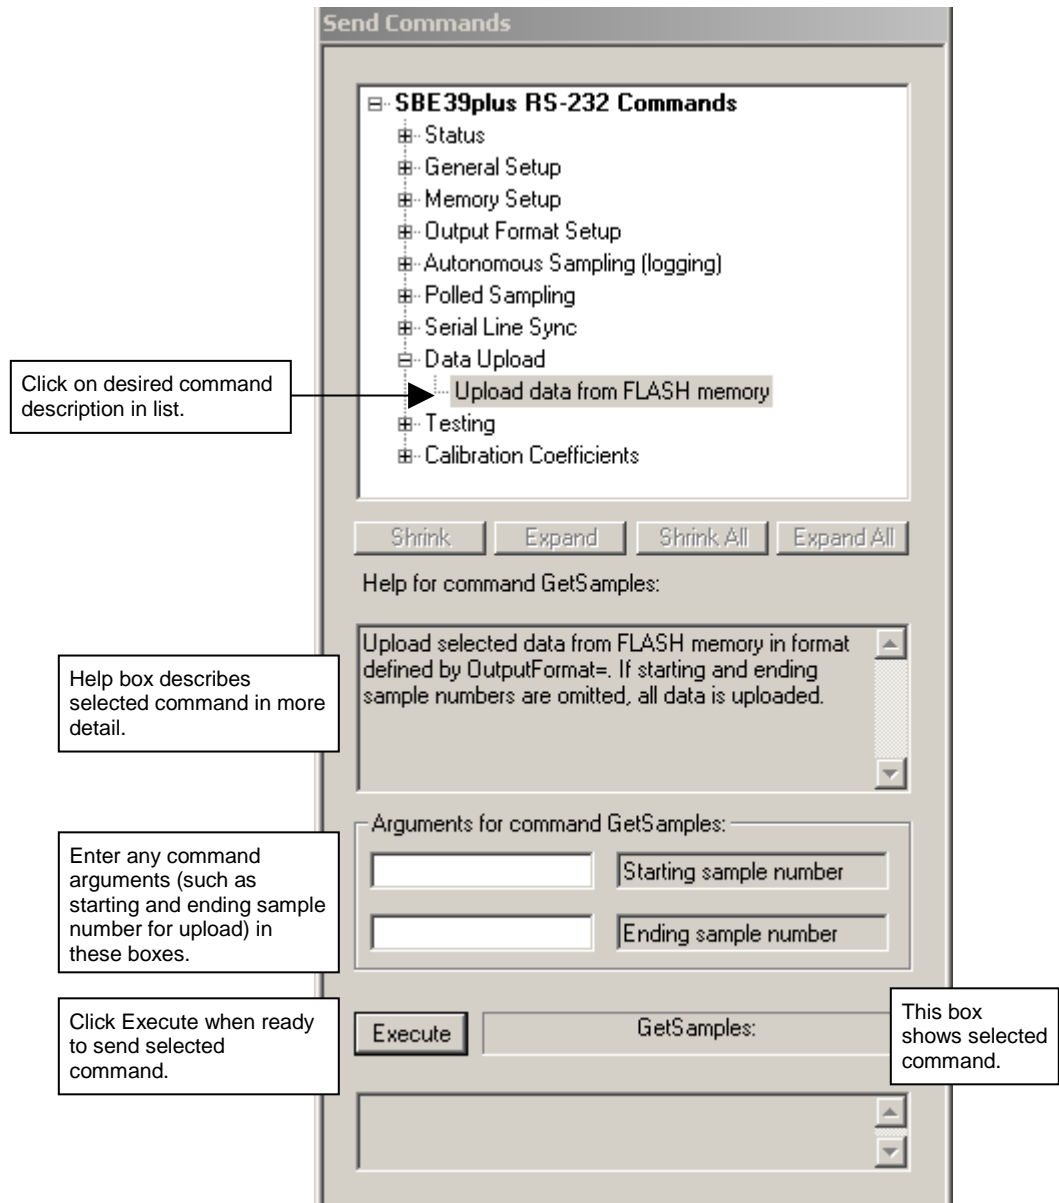 Send Commands
SBE39plus RS-232 Commands
Status
General Setup
Memory Setup
Output Format Setup
Autonomous Sampling (logging)
Polled Sampling
Serial Line Sync
Data Upload
Click on desired command
description in list.
Upload data from FLASH memory
Testing
Calibration Coefficients
Shrink Expand Shrink All Expand All
Help for command GetSamples:
Upload selected data from FLASH memory in format
defined by OutputFormat=. If starting and ending
sample numbers are omitted, all data is uploaded.
Help box describes
selected command in more
detail.
Arguments for command GetSamples:
Starting sample number
Ending sample number
Enter any command
arguments (such as
starting and ending sample
number for upload) in
these boxes.
Click Execute when ready
to send selected
command.
Execute GetSamples:
This box
shows selected
command.